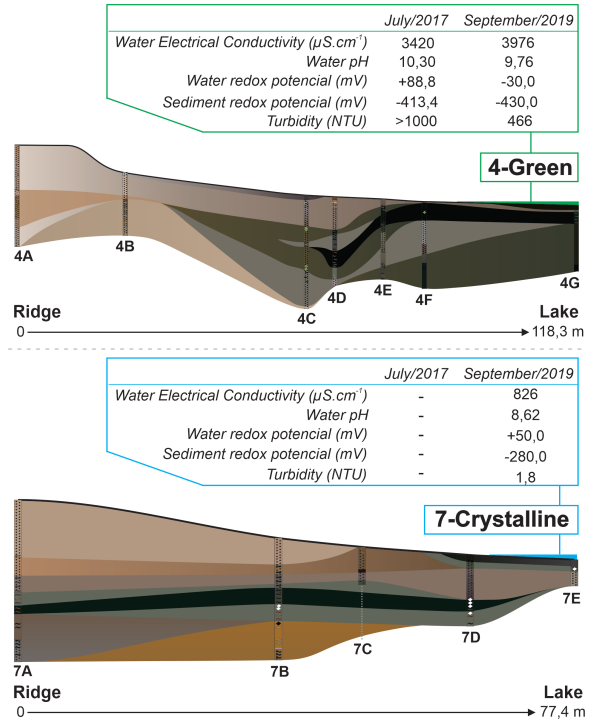 July/2017 September/2019
Water Electrical Conductivity (µS.cm⁻¹) 3420 3976
Water pH 10,30 9,76
Water redox potencial (mV) +88,8 -30,0
Sediment redox potencial (mV) -413,4 -430,0
Turbidity (NTU) >1000 466
4-Green
4A
4B
4C
4D
4E
4F
4G
Ridge Lake
0 118,3 m
July/2017 September/2019
Water Electrical Conductivity (µS.cm⁻¹) - 826
Water pH - 8,62
Water redox potencial (mV) - +50,0
Sediment redox potencial (mV) - -280,0
Turbidity (NTU) - 1,8
7-Crystalline
7A
7B
7C
7D
7E
Ridge Lake
0 77,4 m